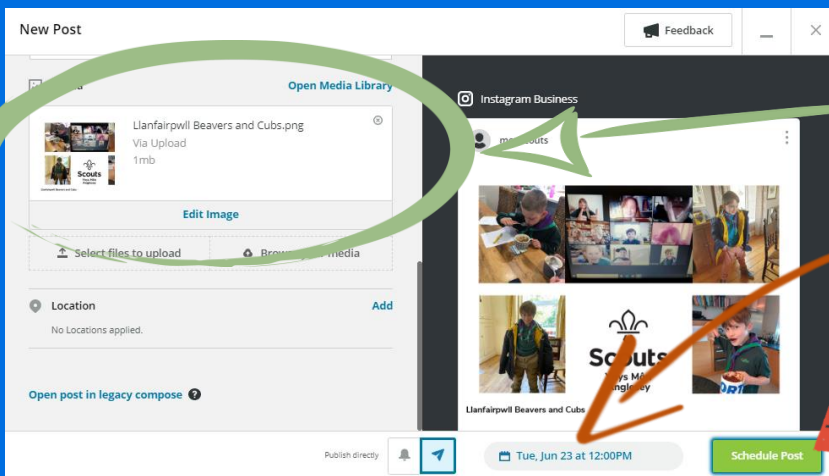 New Post
Feedback
Open Media Library
Llanfairpwll Beavers and Cubs.png
Via Upload
1mb
Scouts
Edit Image
Select files to upload
media
Location
Add
No Locations applied.
Open post in legacy compose ?
Instagram Business
Scouts
Llanfairpwll Beavers and Cubs
Publish directly
Tue, Jun 23 at 12:00PM
Schedule Post